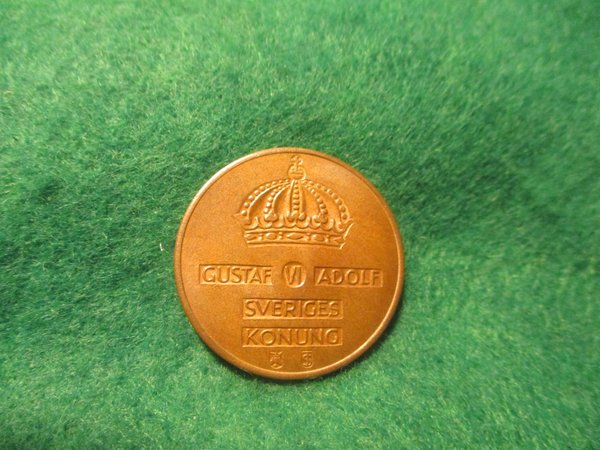 GUSTAF VI ADOLF
SVERIGES
KONUNG